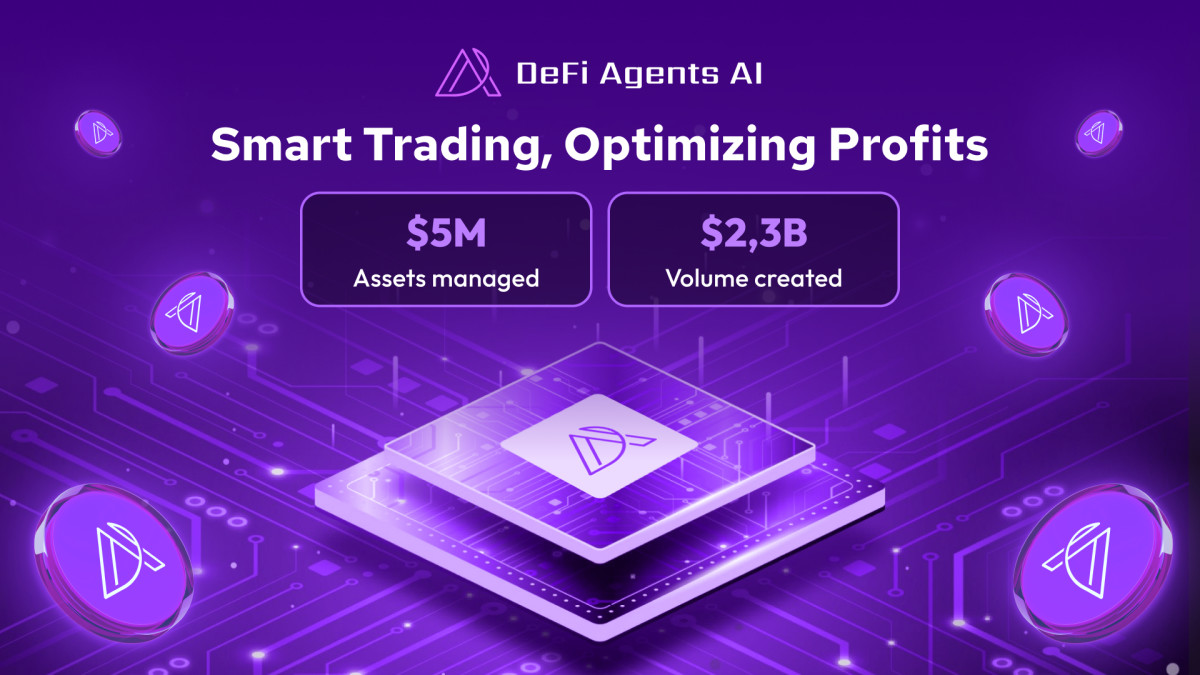 DeFi Agents AI
Smart Trading, Optimizing Profits
$5M
Assets managed
$2,3B
Volume created